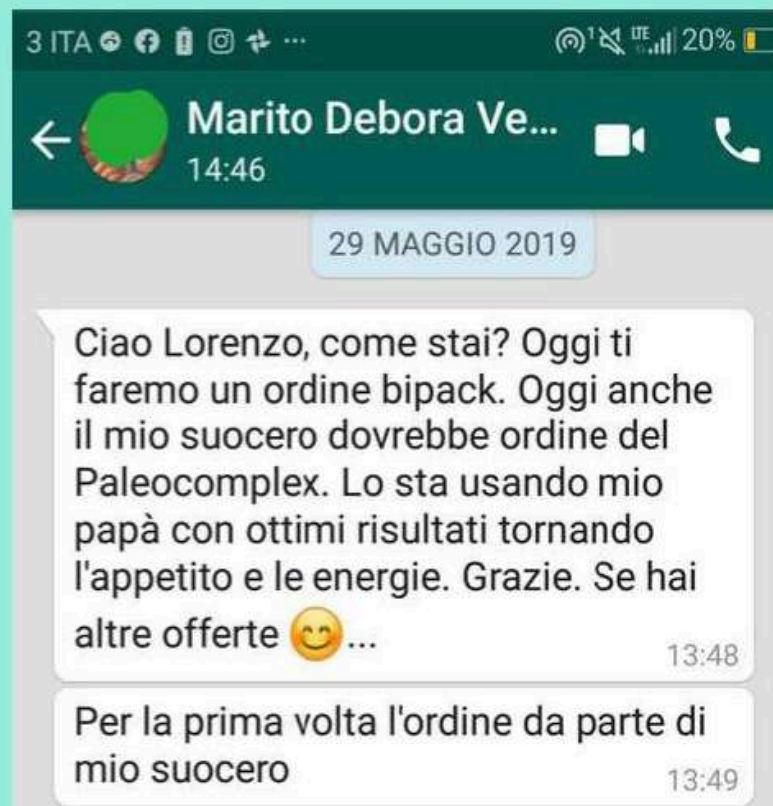 3 ITA ... 1 LTE 20%
Marito Debora Ve...
14:46
29 MAGGIO 2019
Ciao Lorenzo, come stai? Oggi ti
faremo un ordine bipack. Oggi anche
il mio suocero dovrebbe ordine del
Paleocomplex. Lo sta usando mio
papà con ottimi risultati tornando
l'appetito e le energie. Grazie. Se hai
altre offerte 😊...
13:48
Per la prima volta l'ordine da parte di
mio suocero
13:49